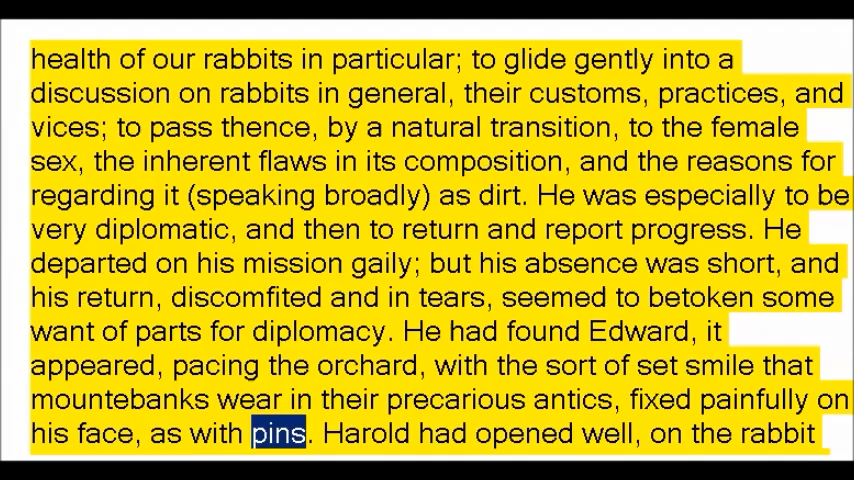 health of our rabbits in particular; to glide gently into a
discussion on rabbits in general, their customs, practices, and
vices; to pass thence, by a natural transition, to the female
sex, the inherent flaws in its composition, and the reasons for
regarding it (speaking broadly) as dirt. He was especially to be
very diplomatic, and then to return and report progress. He
departed on his mission gaily; but his absence was short, and
his return, discomfited and in tears, seemed to betoken some
want of parts for diplomacy. He had found Edward, it
appeared, pacing the orchard, with the sort of set smile that
mountebanks wear in their precarious antics, fixed painfully on
his face, as with pins. Harold had opened well, on the rabbit